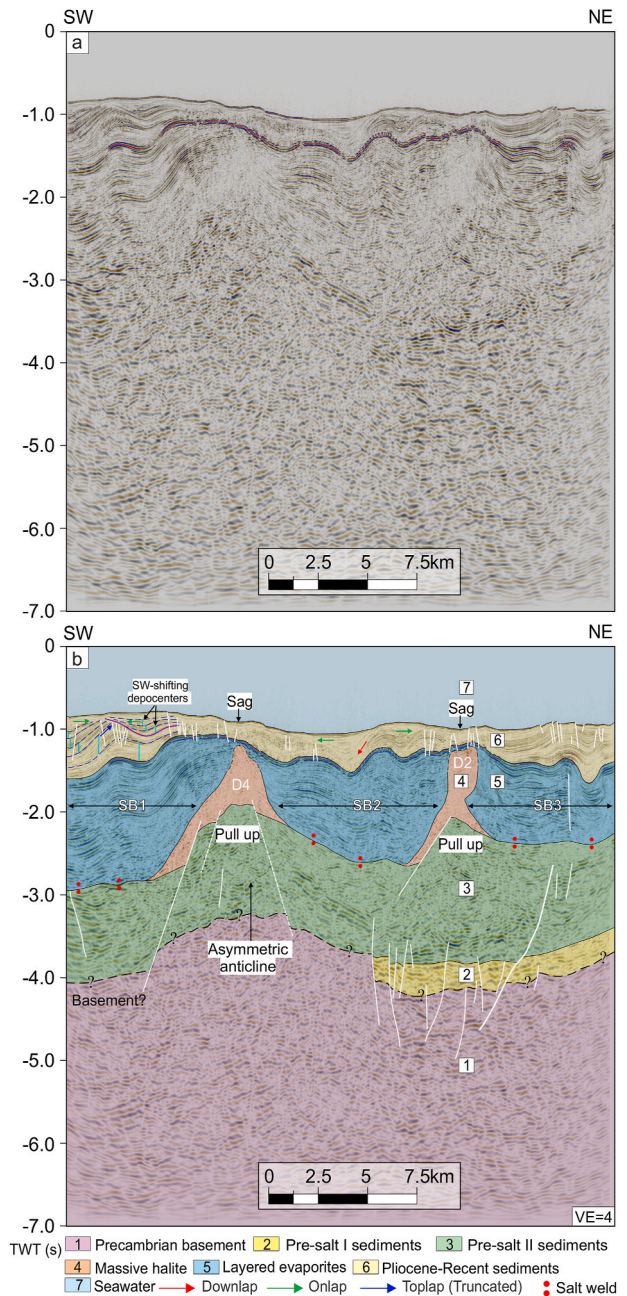 SW NE
a
0
-1.0
-2.0
-3.0
-4.0
-5.0
-6.0
-7.0
0 2.5 5 7.5km
SW NE
b
0
-1.0
-2.0
-3.0
-4.0
-5.0
-6.0
-7.0
7
SW-shifting
depocenters
Sag
Sag
6
D2
D4
4
5
SB1
SB2
SB3
Pull up
Pull up
3
Asymmetric
anticline
?
?
?
?
?
?
2
Basement?
1
0 2.5 5 7.5km
VE=4
TWT (s)
1 Precambrian basement 2 Pre-salt I sediments 3 Pre-salt II sediments
4 Massive halite 5 Layered evaporites 6 Pliocene-Recent sediments
7 Seawater Downlap Onlap Toplap (Truncated) Salt weld